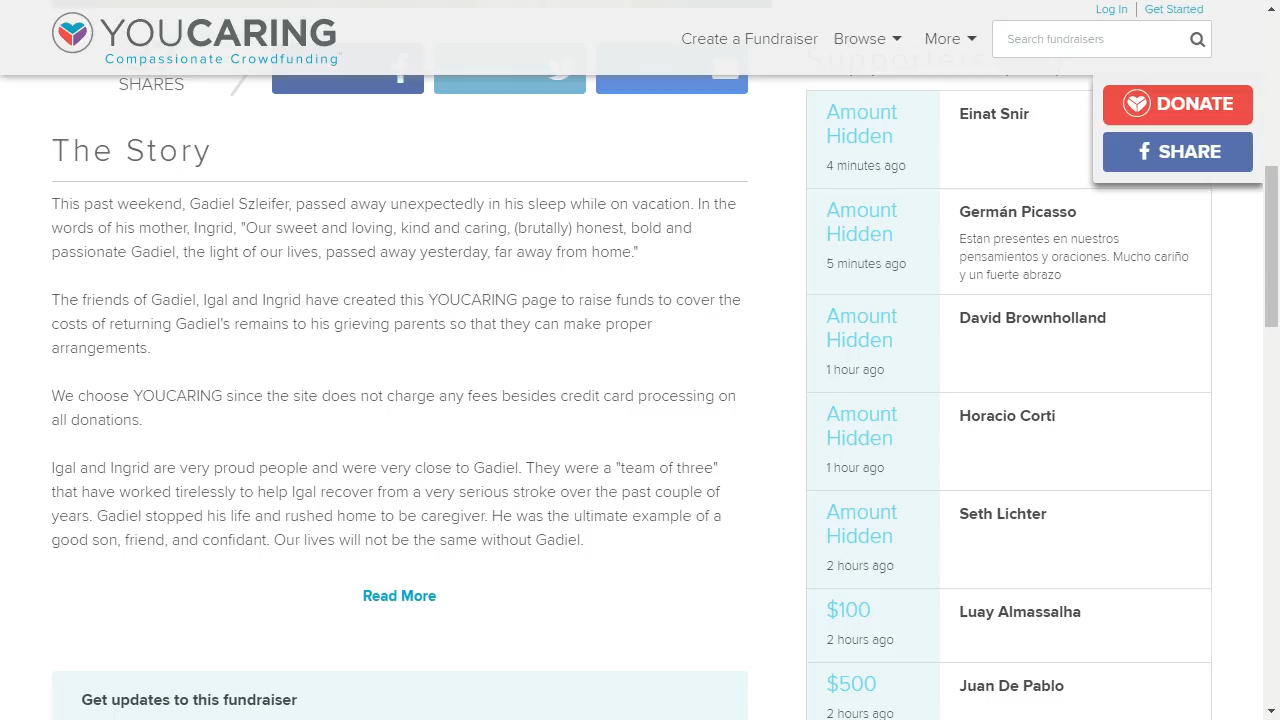 Log In
Get Started
YOUCARING
Compassionate Crowdfunding
Create a Fundraiser
Browse
More
Search fundraisers
SHARES
DONATE
SHARE
The Story
This past weekend, Gadiel Szleifer, passed away unexpectedly in his sleep while on vacation. In the
words of his mother, Ingrid, "Our sweet and loving, kind and caring, (brutally) honest, bold and
passionate Gadiel, the light of our lives, passed away yesterday, far away from home."
The friends of Gadiel, Igal and Ingrid have created this YOUCARING page to raise funds to cover the
costs of returning Gadiel's remains to his grieving parents so that they can make proper
arrangements.
We choose YOUCARING since the site does not charge any fees besides credit card processing on
all donations.
Igal and Ingrid are very proud people and were very close to Gadiel. They were a "team of three"
that have worked tirelessly to help Igal recover from a very serious stroke over the past couple of
years. Gadiel stopped his life and rushed home to be caregiver. He was the ultimate example of a
good son, friend, and confidant. Our lives will not be the same without Gadiel.
Read More
Get updates to this fundraiser
Supporters
Amount
Hidden
4 minutes ago
Einat Snir
Amount
Hidden
5 minutes ago
Germán Picasso
Estan presentes en nuestros
pensamientos y oraciones. Mucho cariño
y un fuerte abrazo
Amount
Hidden
1 hour ago
David Brownholland
Amount
Hidden
1 hour ago
Horacio Corti
Amount
Hidden
2 hours ago
Seth Lichter
$100
2 hours ago
Luay Almassalha
$500
2 hours ago
Juan De Pablo